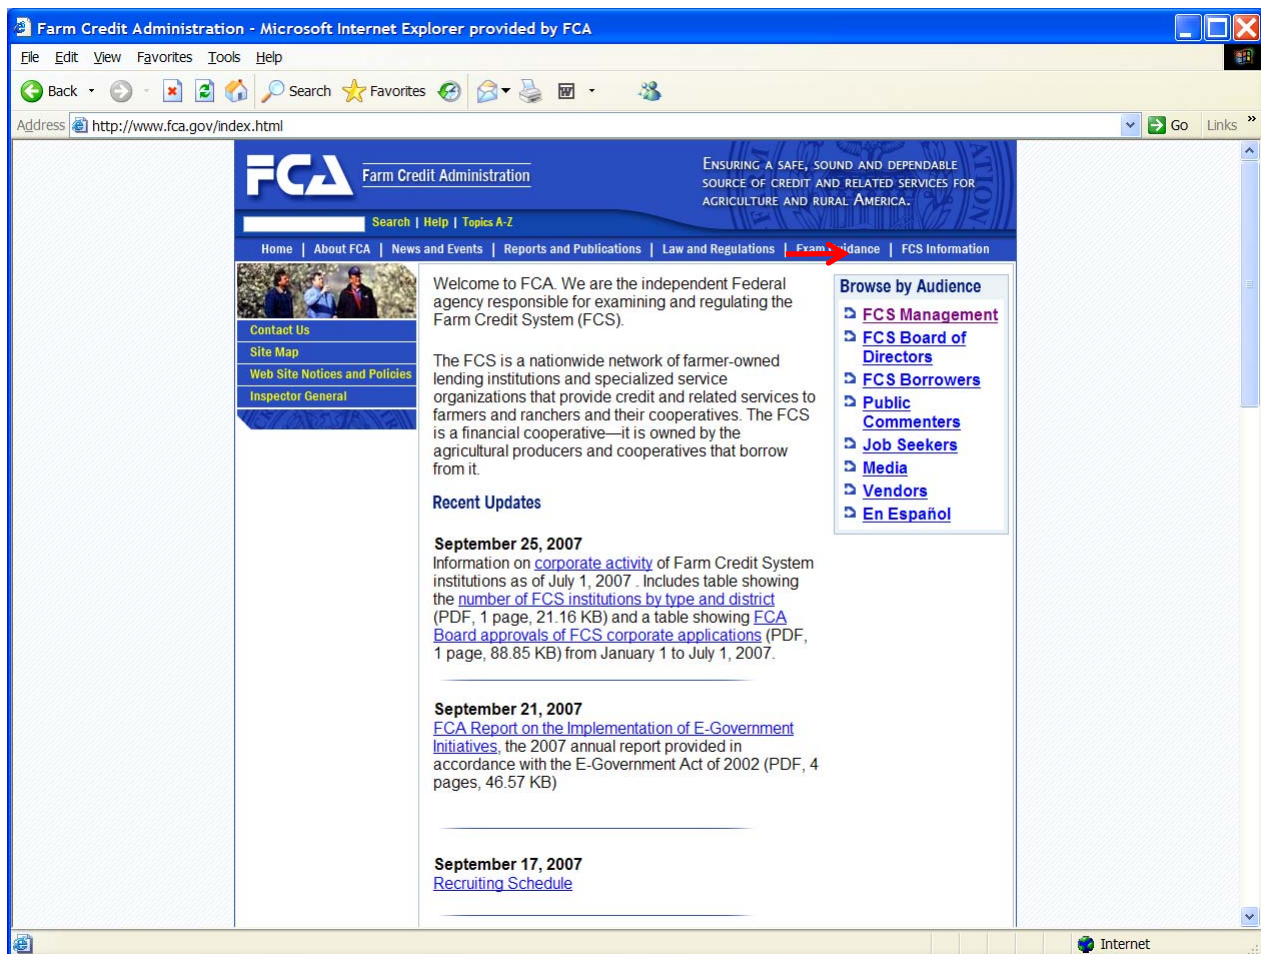 Farm Credit Administration - Microsoft Internet Explorer provided by FCA
File Edit View Favorites Tools Help
Back Search Favorites
Address http://www.fca.gov/index.html Go Links »
FCA Farm Credit Administration
ENSURING A SAFE, SOUND AND DEPENDABLE
SOURCE OF CREDIT AND RELATED SERVICES FOR
AGRICULTURE AND RURAL AMERICA.
Search | Help | Topics A-Z
Home | About FCA | News and Events | Reports and Publications | Law and Regulations | Exam Guidance | FCS Information
Contact Us
Site Map
Web Site Notices and Policies
Inspector General
Welcome to FCA. We are the independent Federal
agency responsible for examining and regulating the
Farm Credit System (FCS).
The FCS is a nationwide network of farmer-owned
lending institutions and specialized service
organizations that provide credit and related services to
farmers and ranchers and their cooperatives. The FCS
is a financial cooperative—it is owned by the
agricultural producers and cooperatives that borrow
from it.
Recent Updates
September 25, 2007
Information on corporate activity of Farm Credit System
institutions as of July 1, 2007 . Includes table showing
the number of FCS institutions by type and district
(PDF, 1 page, 21.16 KB) and a table showing FCA
Board approvals of FCS corporate applications (PDF,
1 page, 88.85 KB) from January 1 to July 1, 2007.
September 21, 2007
FCA Report on the Implementation of E-Government
Initiatives, the 2007 annual report provided in
accordance with the E-Government Act of 2002 (PDF, 4
pages, 46.57 KB)
September 17, 2007
Recruiting Schedule
Browse by Audience
FCS Management
FCS Board of
Directors
FCS Borrowers
Public
Commenters
Job Seekers
Media
Vendors
En Español
Internet